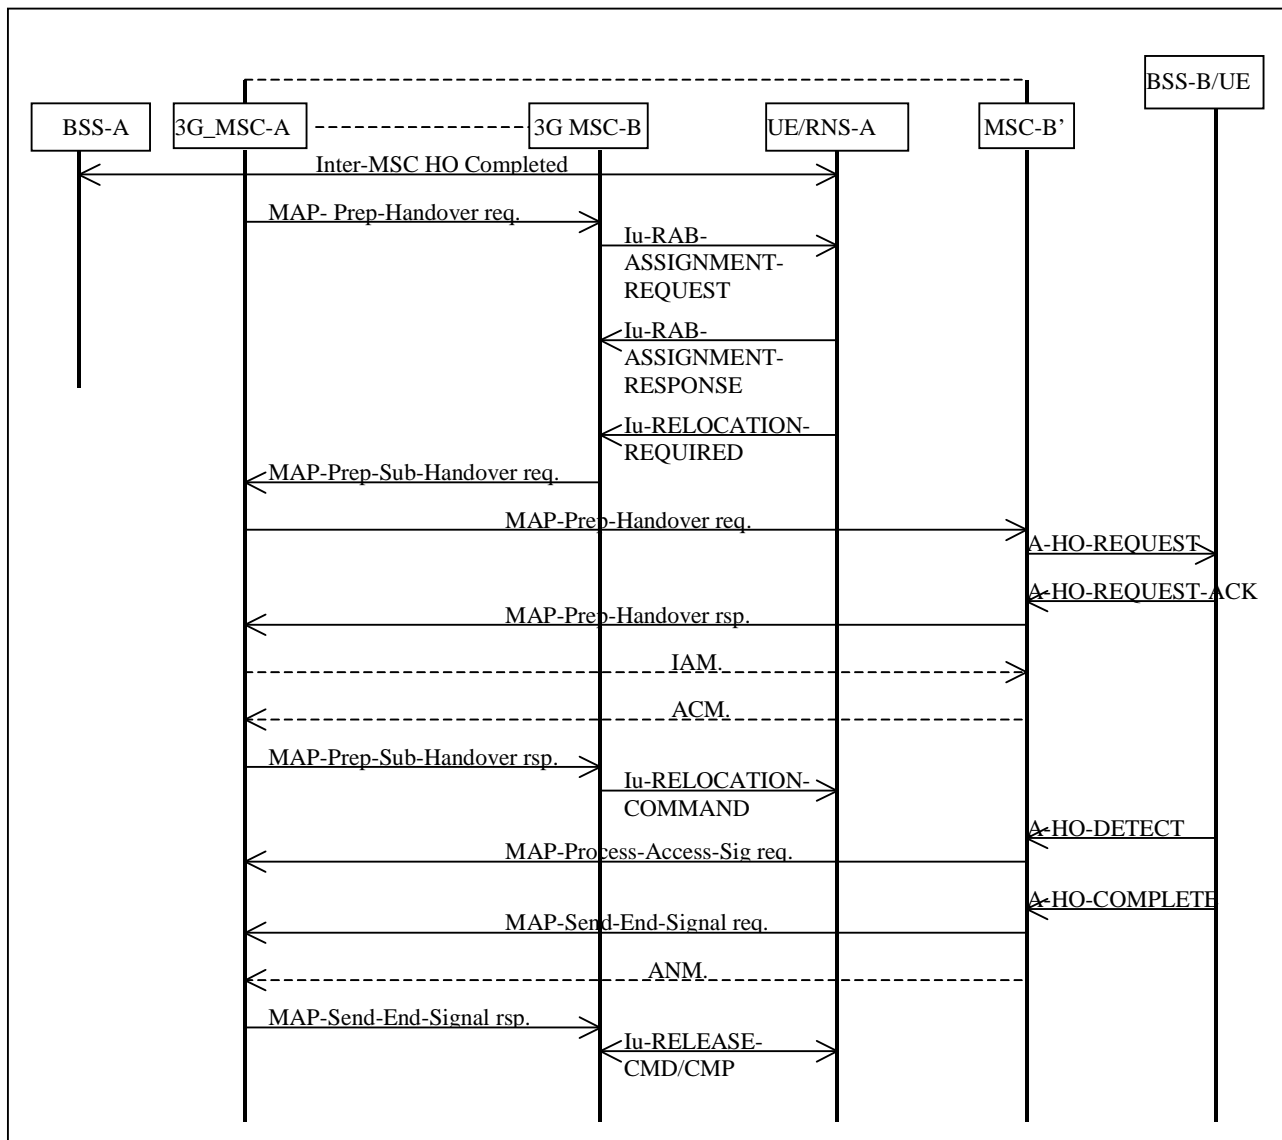 BSS-B/UE
BSS-A
3G_MSC-A
3G MSC-B
UE/RNS-A
MSC-B’
Inter-MSC HO Completed
MAP- Prep-Handover req.
Iu-RAB-
ASSIGNMENT-
REQUEST
Iu-RAB-
ASSIGNMENT-
RESPONSE
Iu-RELOCATION-
REQUIRED
MAP-Prep-Sub-Handover req.
MAP-Prep-Handover req.
A-HO-REQUEST
A-HO-REQUEST-ACK
MAP-Prep-Handover rsp.
IAM.
ACM.
MAP-Prep-Sub-Handover rsp.
Iu-RELOCATION-
COMMAND
A-HO-DETECT
MAP-Process-Access-Sig req.
A-HO-COMPLETE
MAP-Send-End-Signal req.
ANM.
MAP-Send-End-Signal rsp.
Iu-RELEASE-
CMD/CMP